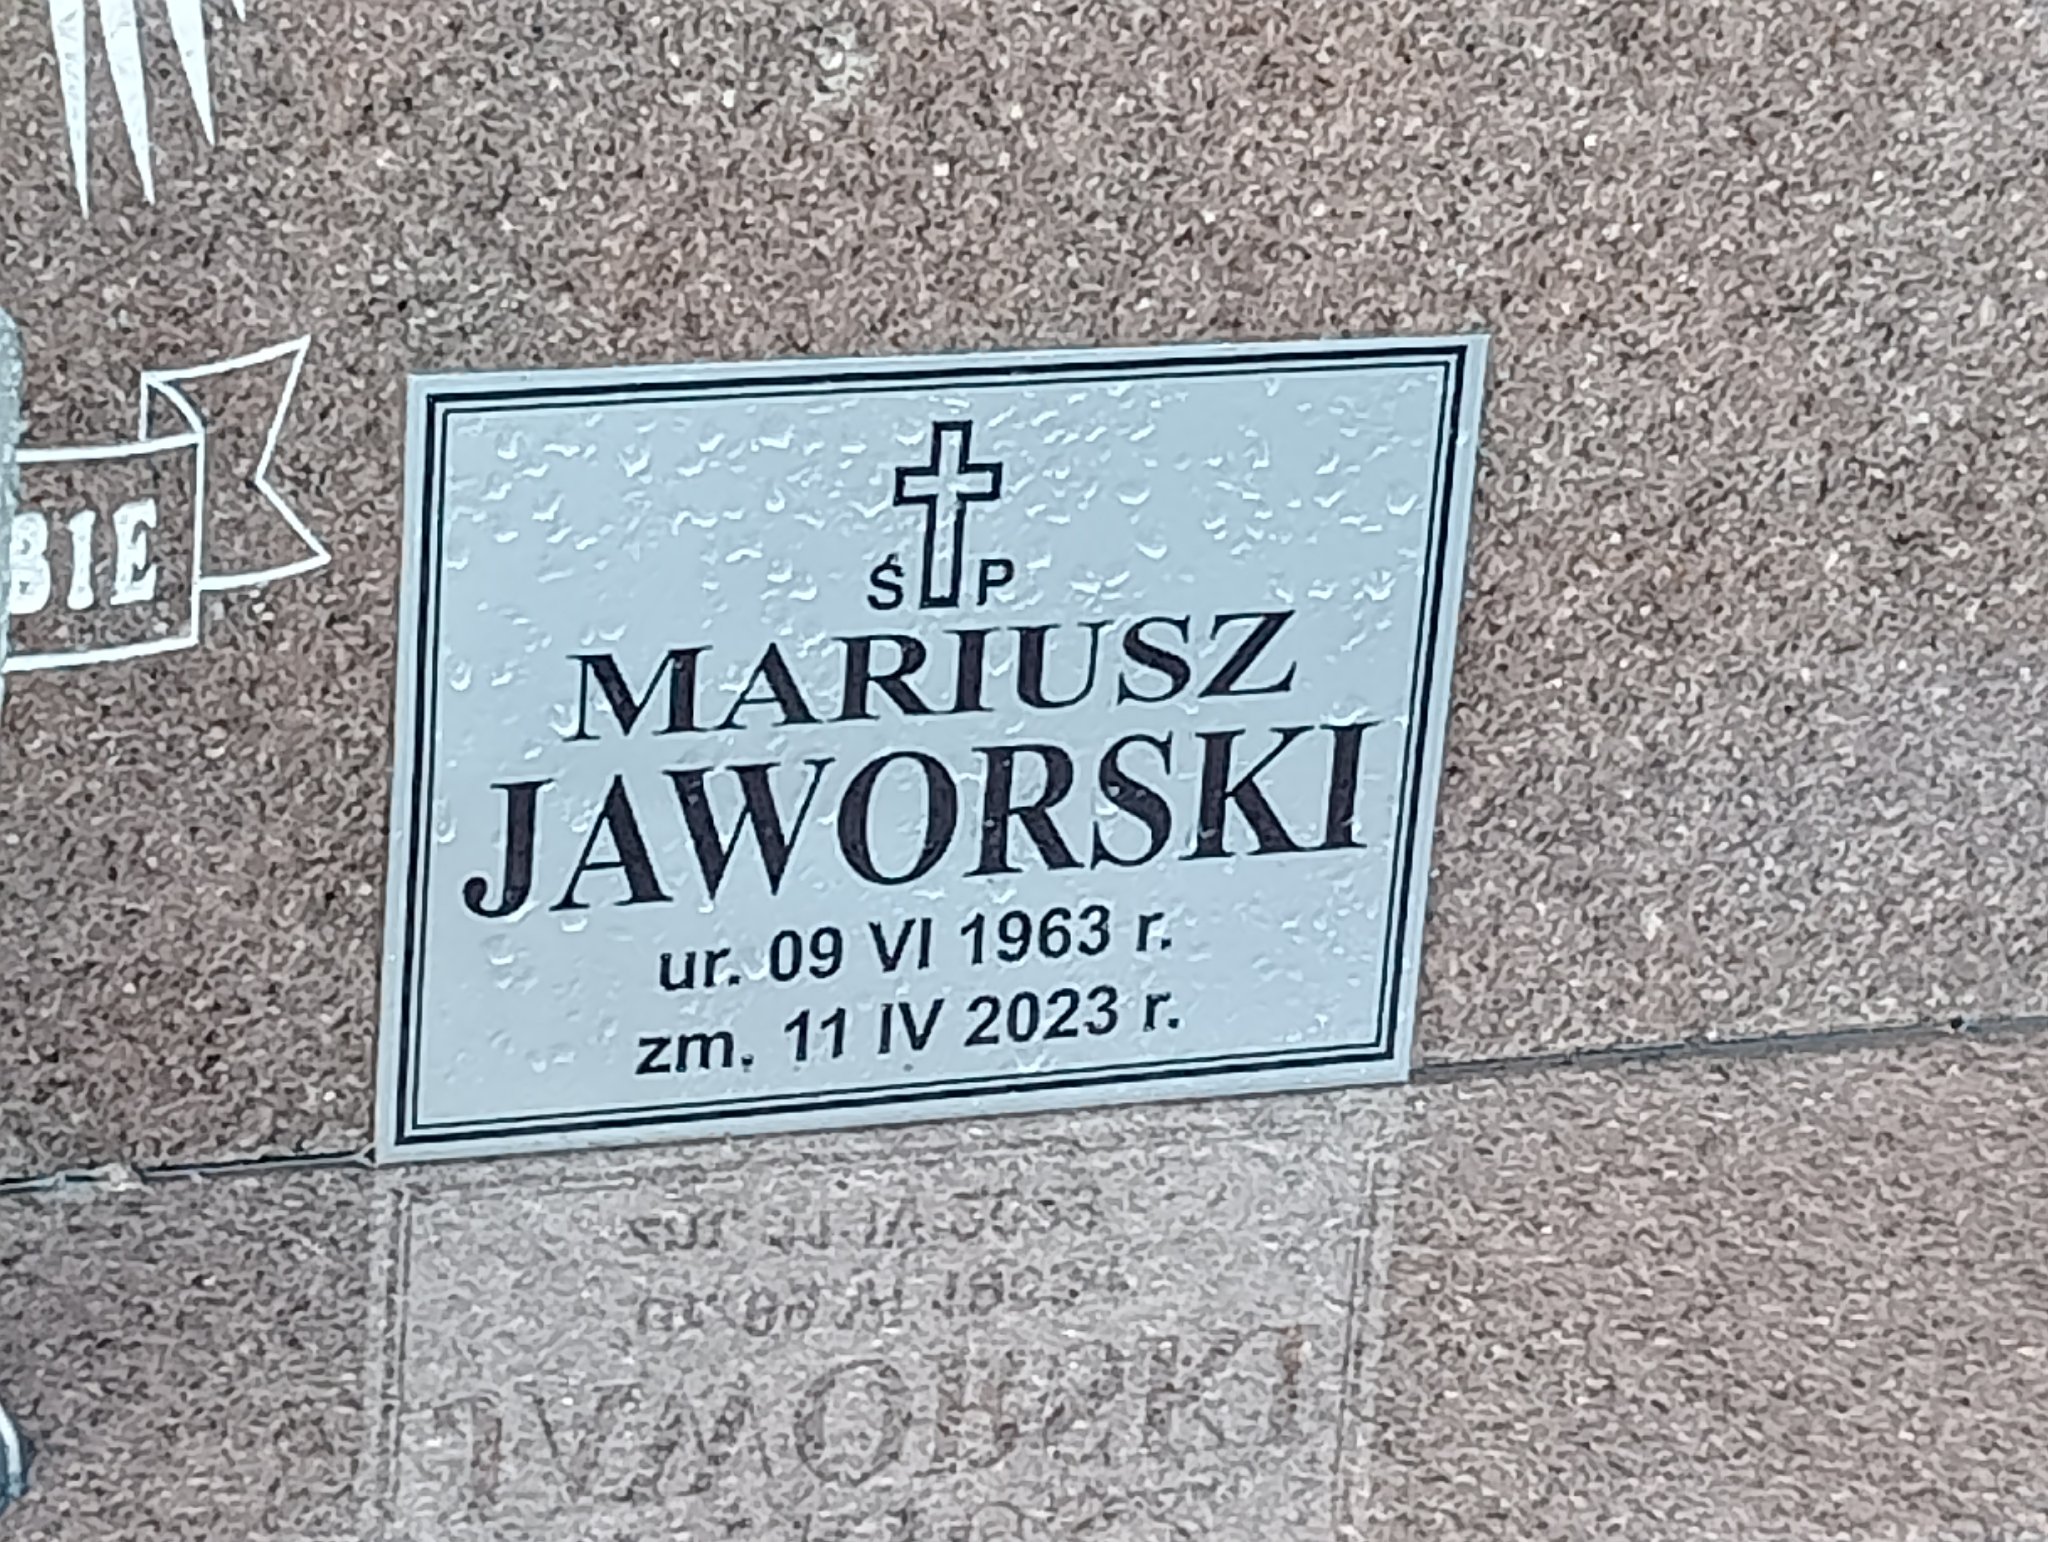 BIE
Ś P
MARIUSZ
JAWORSKI
ur. 09 VI 1963 r.
zm. 11 IV 2023 r.